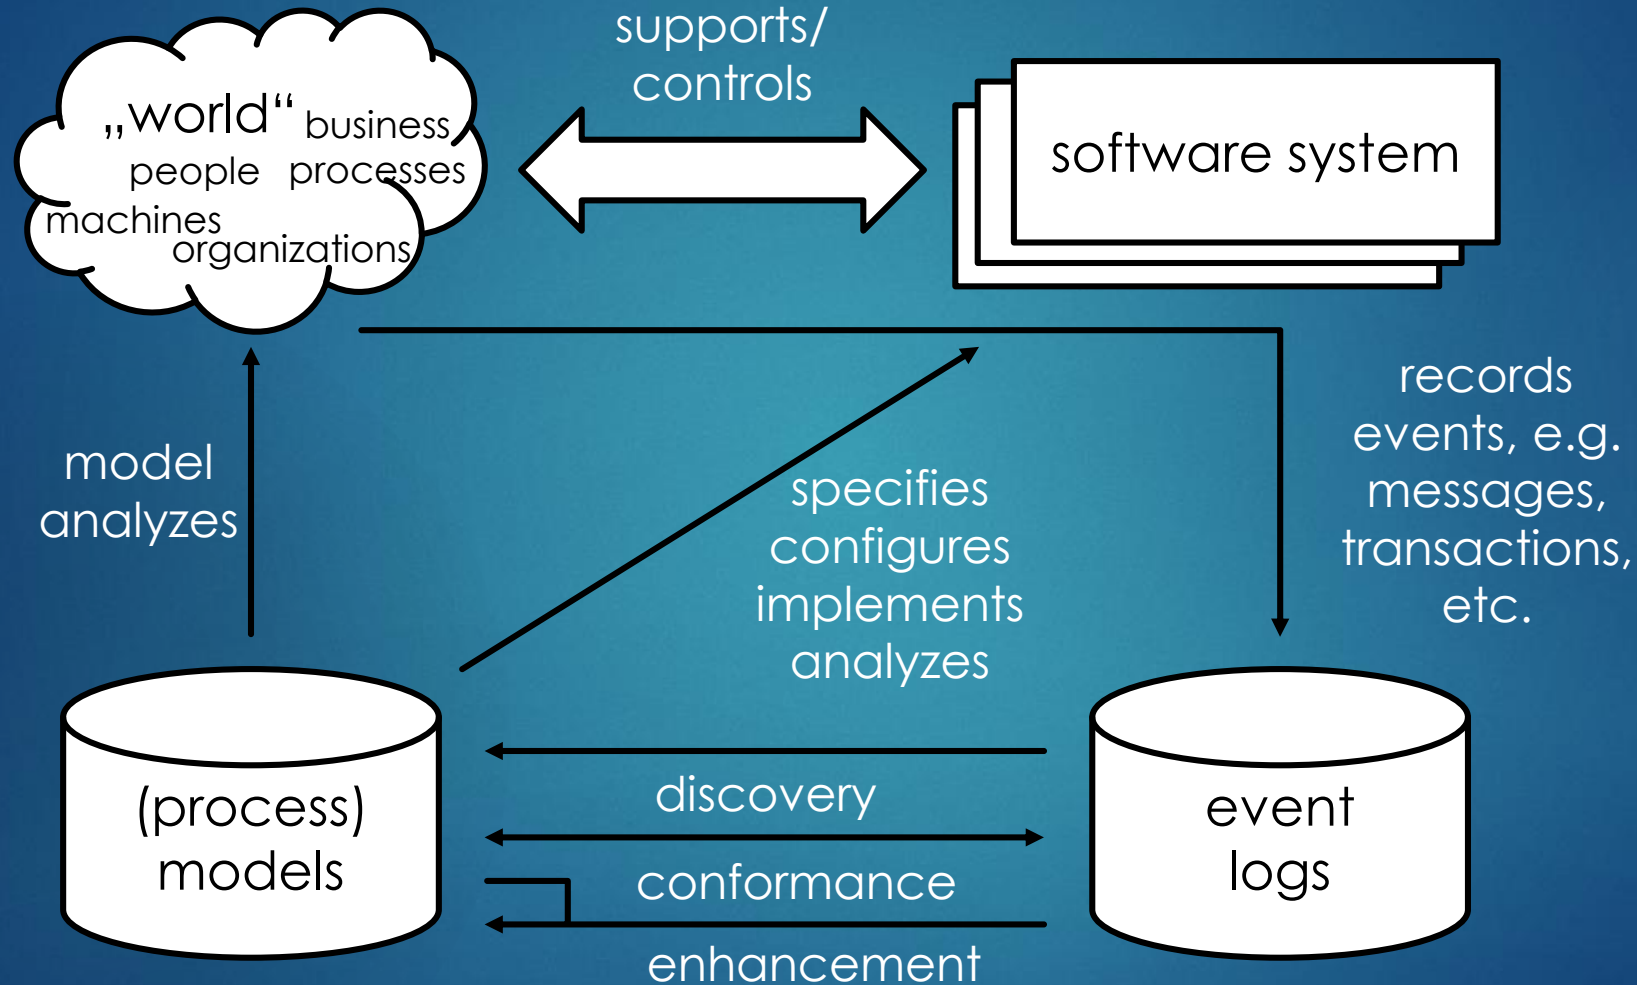 supports/
controls
„world“ business
people processes
machines
organizations
software system
records
events, e.g.
messages,
transactions,
etc.
model
analyzes
specifies
configures
implements
analyzes
(process)
models
discovery
conformance
enhancement
event
logs